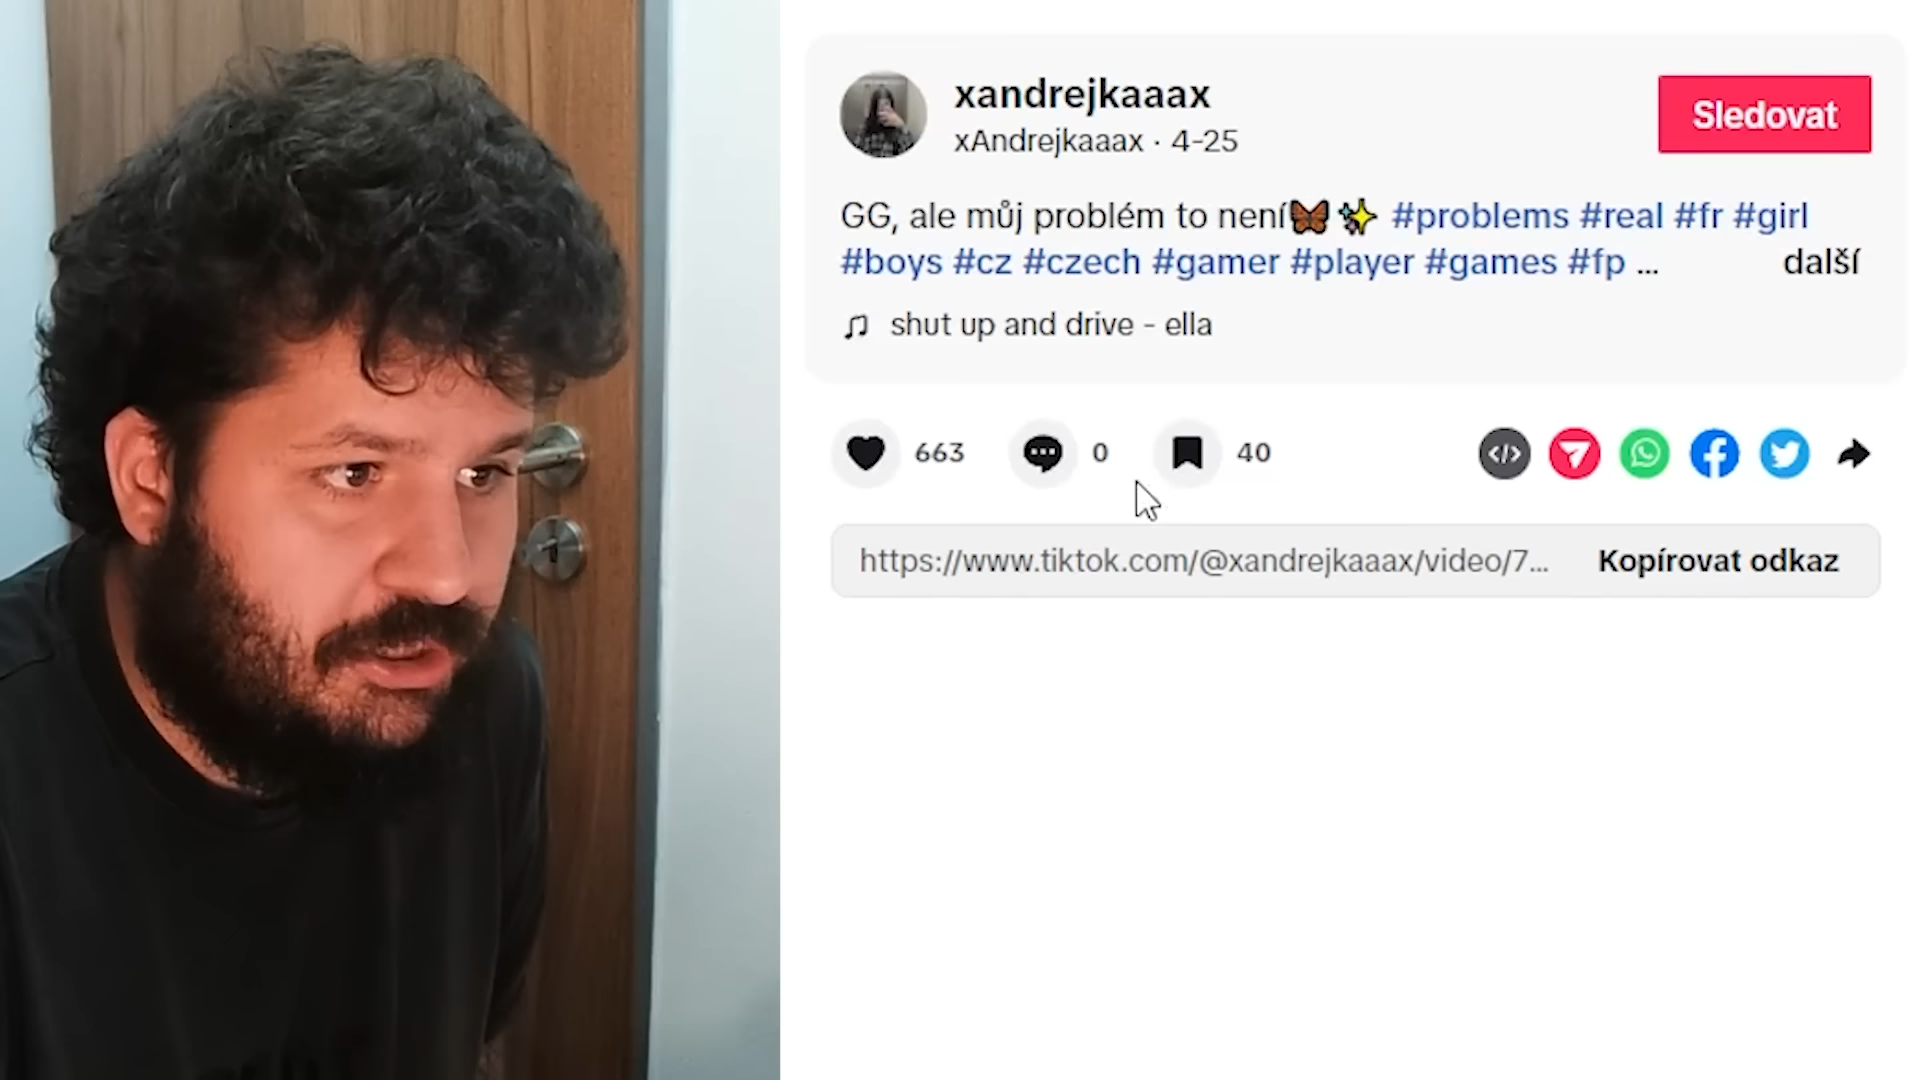 xandrejkaaax
xAndrejkaaax · 4-25
Sledovat
GG, ale můj problém to není🦋✨ #problems #real #fr #girl
#boys #cz #czech #gamer #player #games #fp ... další
shut up and drive - ella
663
0
40
https://www.tiktok.com/@xandrejkaaax/video/7...
Kopírovat odkaz